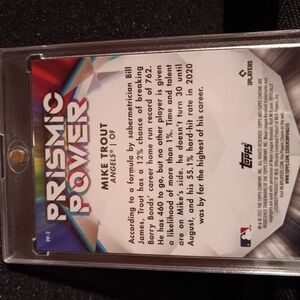 PP-3
PRISMIC
POWER
MIKE TROUT
ANGELS® | OF
According to a formula by sabermetrician Bill
James, Trout has a 12% chance of breaking
Barry Bonds' career home run record of 762.
He has 460 to go, but no other player is given
a likelihood of more than 1%. Time and talent
are on Mike's side: he doesn't turn 30 until
August, and his 55.1% hard-hit rate in 2020
was by far the highest of his career.
Topps
PLAYERS